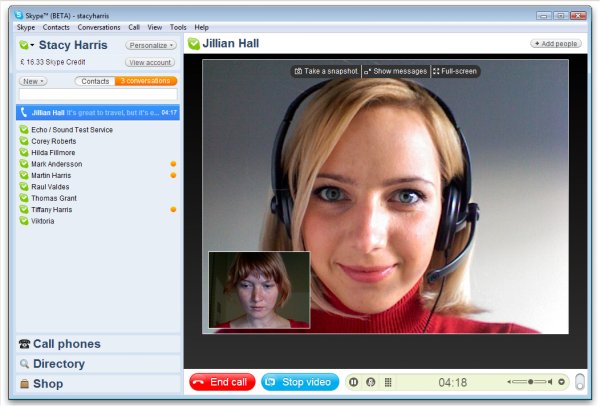 Skype™ (BETA) - stacyharris
Skype Contacts Conversations Call View Tools Help
Stacy Harris
Personalize
£ 16.33 Skype Credit
View account
New
Contacts
3 conversations
Jillian Hall It's great to travel, but it's e... 04:17
Echo / Sound Test Service
Corey Roberts
Hilda Fillmore
Mark Andersson
Martin Harris
Raul Valdes
Thomas Grant
Tiffany Harris
Viktoria
Call phones
Directory
Shop
Jillian Hall
+ Add people
Take a snapshot Show messages Full-screen
End call
Stop video
04:18